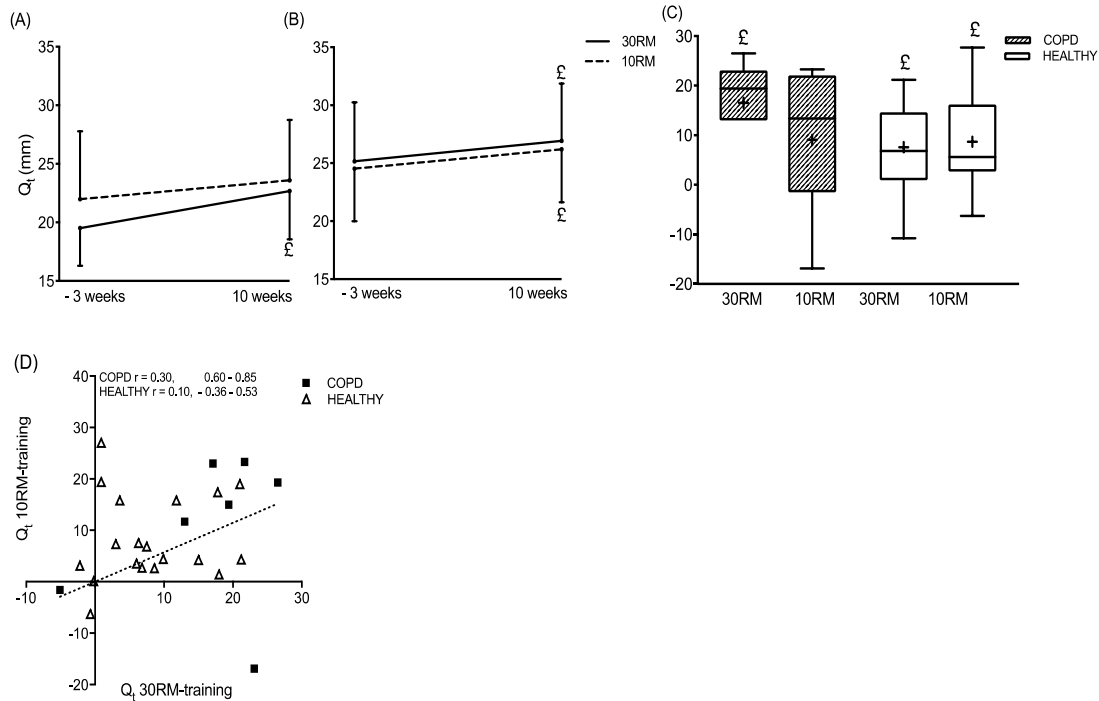 (A)
35
30
25
20
15
Qt (mm)
- 3 weeks
10 weeks
£
(B)
35
30
25
20
15
- 3 weeks
10 weeks
£
£
30RM
10RM
(C)
30
20
10
0
-10
-20
£
£
£
30RM
10RM
30RM
10RM
COPD
HEALTHY
(D)
COPD r = 0.30, 0.60 - 0.85
HEALTHY r = 0.10, - 0.36 - 0.53
COPD
HEALTHY
40
30
20
10
-10
-20
-10
0
10
20
30
Qt 10RM-training
Qt 30RM-training